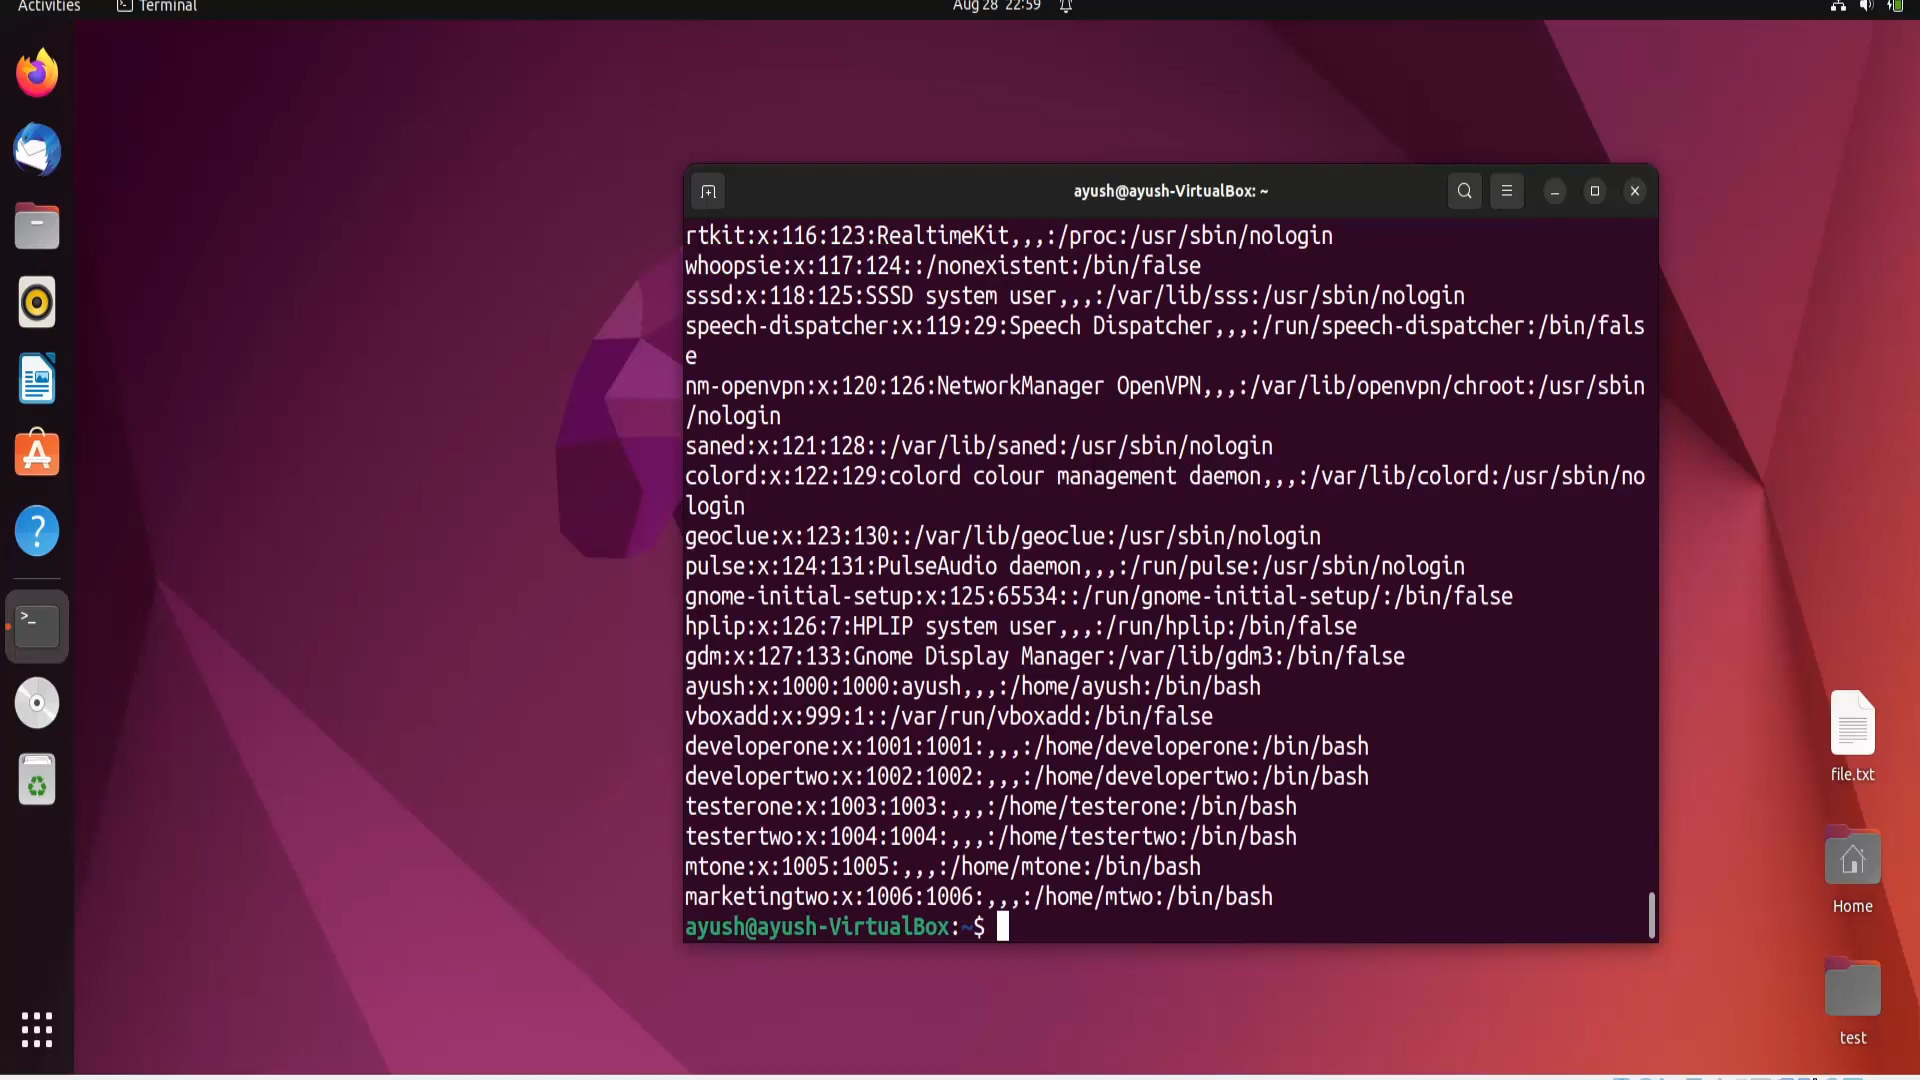 Activities Terminal Aug 28 22:59
ayush@ayush-VirtualBox: ~
rtkit:x:116:123:RealtimeKit,,,:/proc:/usr/sbin/nologin
whoopsie:x:117:124::/nonexistent:/bin/false
sssd:x:118:125:SSSD system user,,,:/var/lib/sss:/usr/sbin/nologin
speech-dispatcher:x:119:29:Speech Dispatcher,,,:/run/speech-dispatcher:/bin/fals
e
nm-openvpn:x:120:126:NetworkManager OpenVPN,,,:/var/lib/openvpn/chroot:/usr/sbin
/nologin
saned:x:121:128::/var/lib/saned:/usr/sbin/nologin
colord:x:122:129:colord colour management daemon,,,:/var/lib/colord:/usr/sbin/no
login
geoclue:x:123:130::/var/lib/geoclue:/usr/sbin/nologin
pulse:x:124:131:PulseAudio daemon,,,:/run/pulse:/usr/sbin/nologin
gnome-initial-setup:x:125:65534::/run/gnome-initial-setup/:/bin/false
hplip:x:126:7:HPLIP system user,,,:/run/hplip:/bin/false
gdm:x:127:133:Gnome Display Manager:/var/lib/gdm3:/bin/false
ayush:x:1000:1000:ayush,,,:/home/ayush:/bin/bash
vboxadd:x:999:1::/var/run/vboxadd:/bin/false
developerone:x:1001:1001:,,,:/home/developerone:/bin/bash
developertwo:x:1002:1002:,,,:/home/developertwo:/bin/bash
testerone:x:1003:1003:,,,:/home/testerone:/bin/bash
testertwo:x:1004:1004:,,,:/home/testertwo:/bin/bash
mtone:x:1005:1005:,,,:/home/mtone:/bin/bash
marketingtwo:x:1006:1006:,,,:/home/mtwo:/bin/bash
ayush@ayush-VirtualBox:~$
file.txt
Home
test